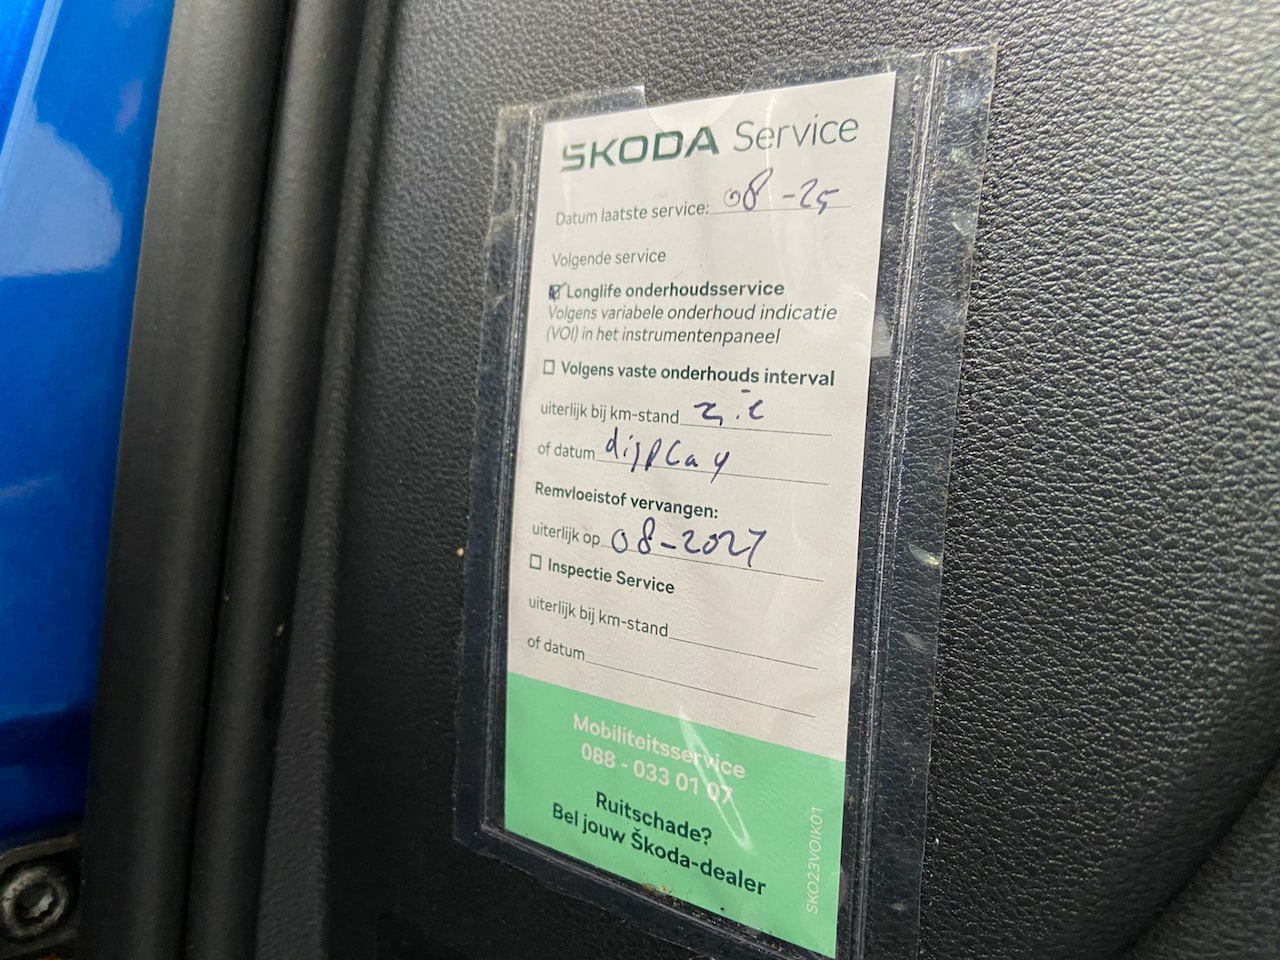 SKODA Service
Datum laatste service: 08-25
Volgende service
Longlife onderhoudsservice
Volgens variabele onderhoud indicatie
(VOI) in het instrumentenpaneel
Volgens vaste onderhouds interval
uiterlijk bij km-stand
of datum display
Remvloeistof vervangen:
uiterlijk op 08-2027
Inspectie Service
uiterlijk bij km-stand
of datum
Mobiliteitsservice
088 - 033 01 07
Ruitschade?
Bel jouw Škoda-dealer
SKO23VOIK01